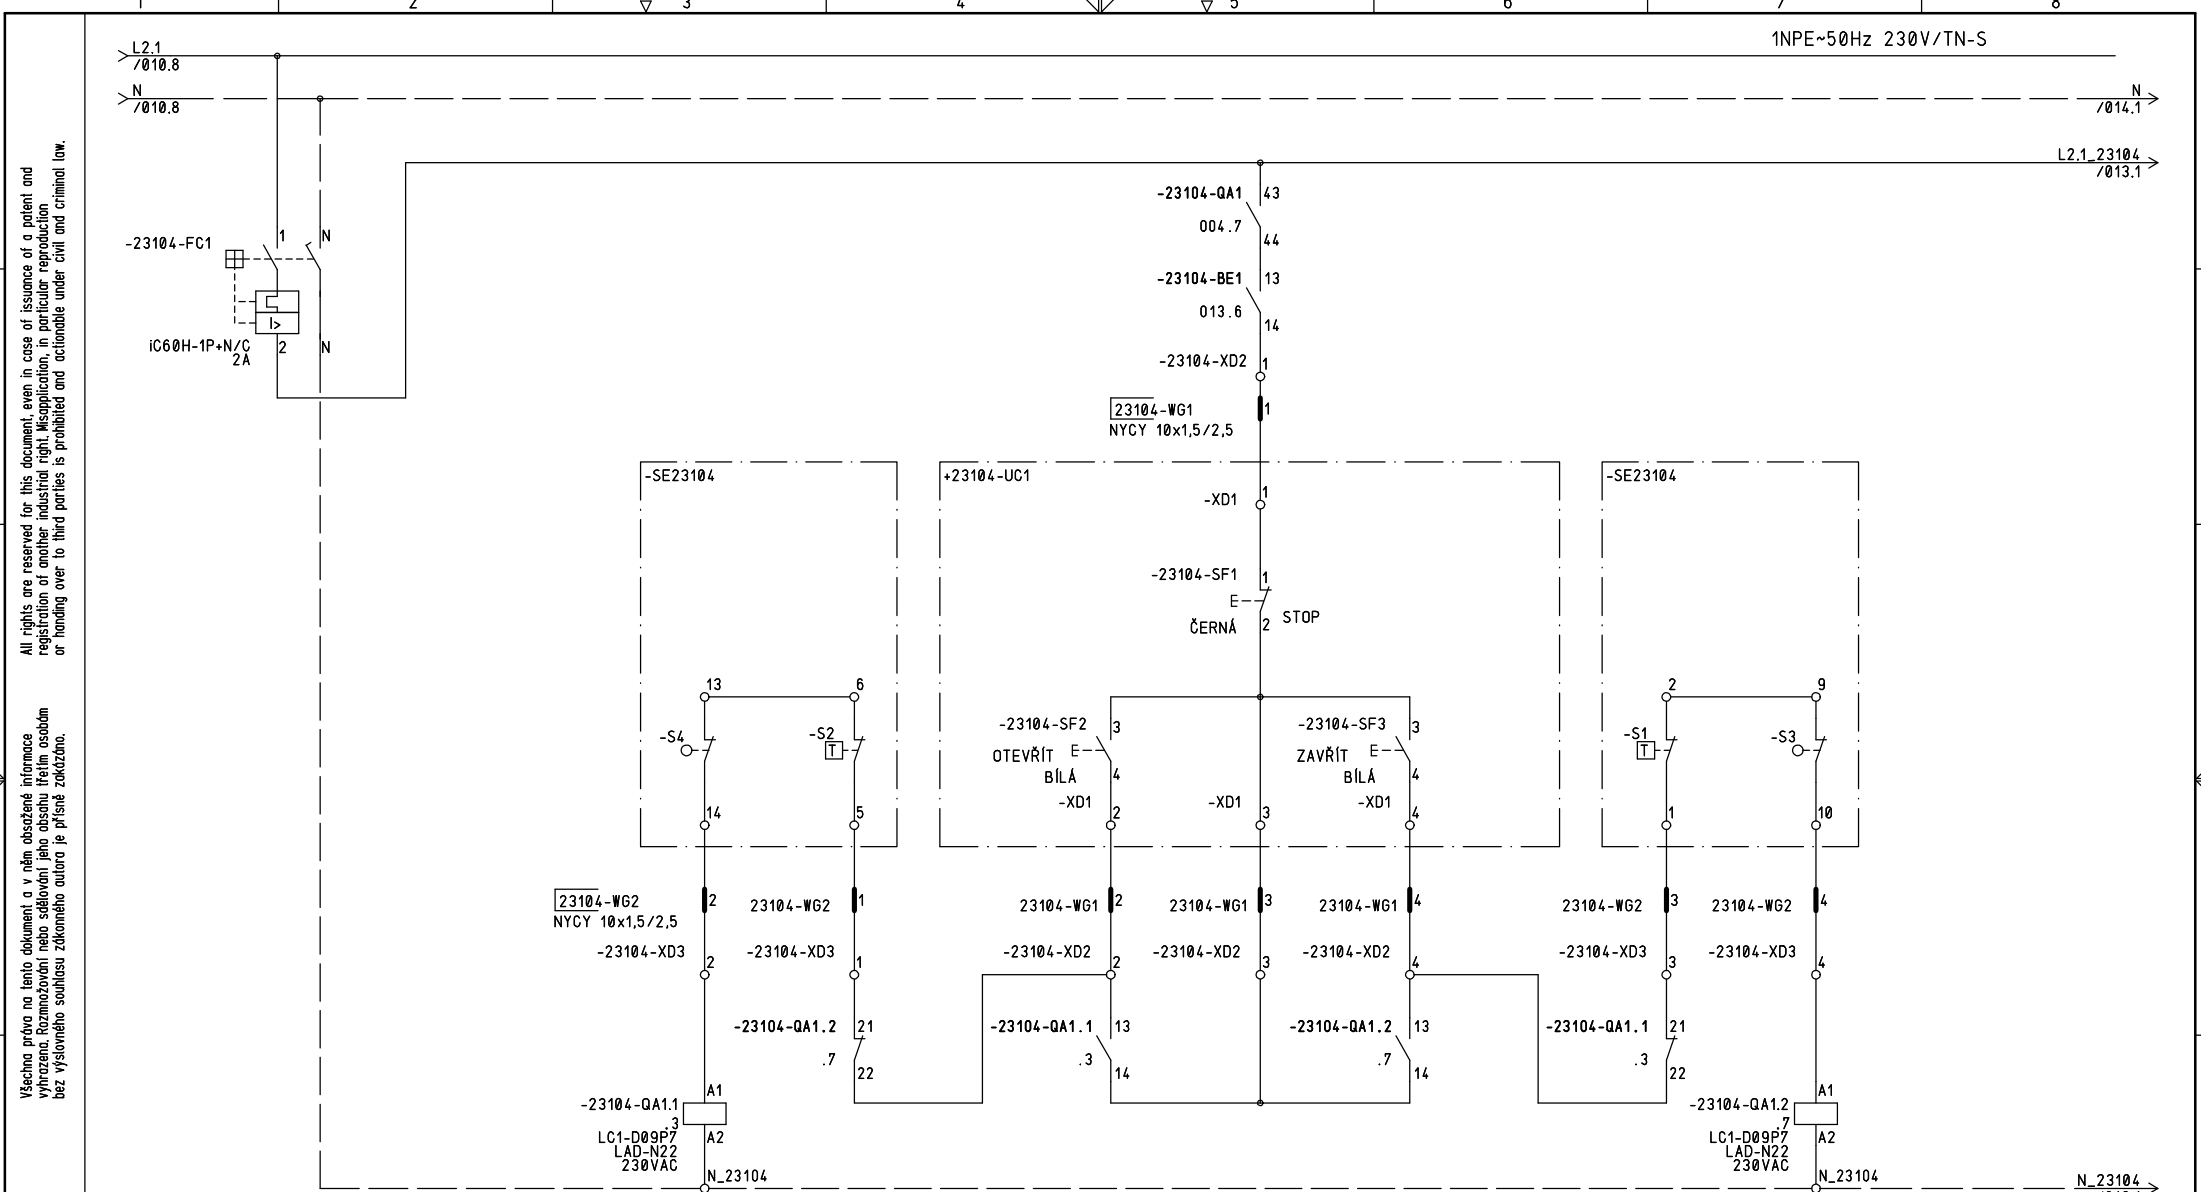 1 2 3 4 5 6 7 8
1NPE~50Hz 230V/TN-S
L2.1
/010.8
N
/010.8
N
/014.1
L2.1_23104
/013.1
All rights are reserved for this document, even in case of issuance of a patent and
registration of another industrial right. Misapplication, in particular reproduction
or handing over to third parties is prohibited and actionable under civil and criminal law.
Všechna práva na tento dokument a v něm obsažené informace
vyhrazena. Rozmnožování nebo sdělování jeho obsahu třetím osobám
bez výslovného souhlasu zákonného autora je přísně zakázáno.
-23104-FC1
1
N
I>
iC60H-1P+N/C
2A
2
N
-23104-QA1
43
004.7
44
-23104-BE1
13
013.6
14
-23104-XD2
1
23104-WG1
1
NYCY 10x1,5/2,5
-SE23104
+23104-UC1
-SE23104
-XD1
1
-23104-SF1
1
E
STOP
ČERNÁ
2
13
6
2
9
-S4
-S2
T
-23104-SF2
3
OTEVŘÍT
E
BÍLÁ
4
-23104-SF3
3
ZAVŘÍT
E
BÍLÁ
4
-S1
T
-S3
14
5
-XD1
2
-XD1
3
-XD1
4
1
10
23104-WG2
2
NYCY 10x1,5/2,5
23104-WG2
1
23104-WG1
2
23104-WG1
3
23104-WG1
4
23104-WG2
3
23104-WG2
4
-23104-XD3
2
-23104-XD3
1
-23104-XD2
2
-23104-XD2
3
-23104-XD2
4
-23104-XD3
3
-23104-XD3
4
-23104-QA1.2
21
.7
22
-23104-QA1.1
13
.3
14
-23104-QA1.2
13
.7
14
-23104-QA1.1
21
.3
22
A1
-23104-QA1.1
.3
LC1-D09P7
A2
LAD-N22
230VAC
N_23104
A1
-23104-QA1.2
.7
LC1-D09P7
A2
LAD-N22
230VAC
N_23104
N_23104